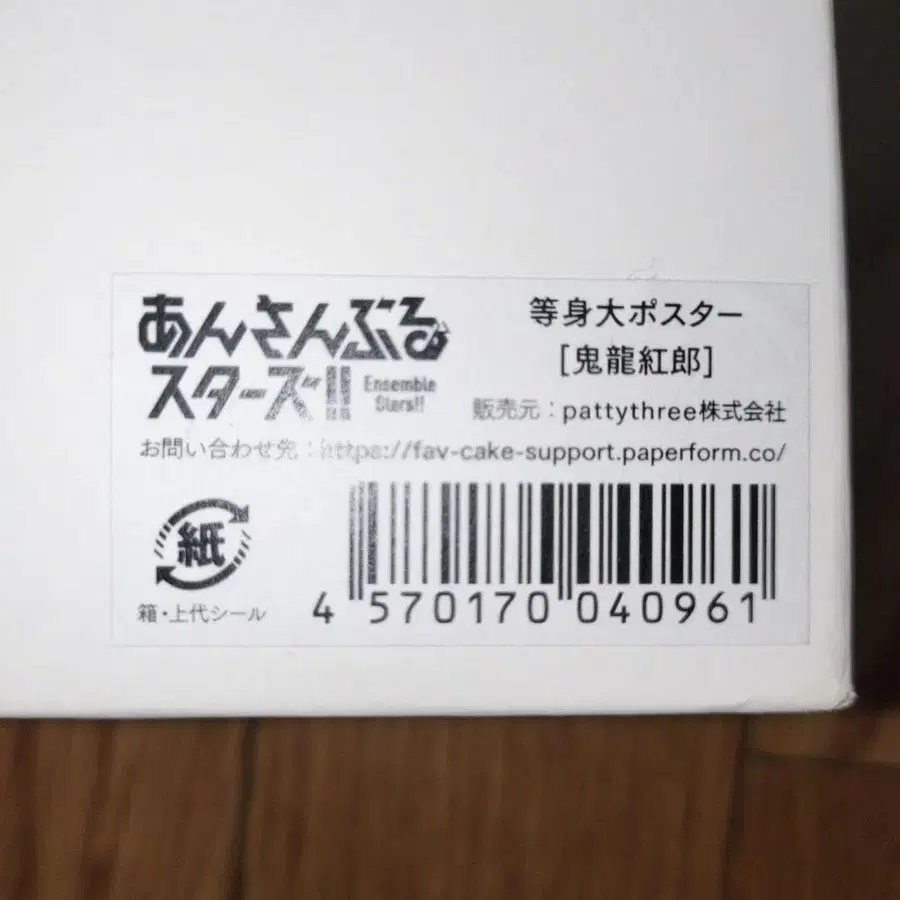 あんさんぶる
スターズ!!
Ensemble
Stars!!
等身大ポスター
[鬼龍紅郎]
販売元：pattythree株式会社
お問い合わせ先：https://fav-cake-support.paperform.co/
紙
箱・上代シール
4 570170 040961